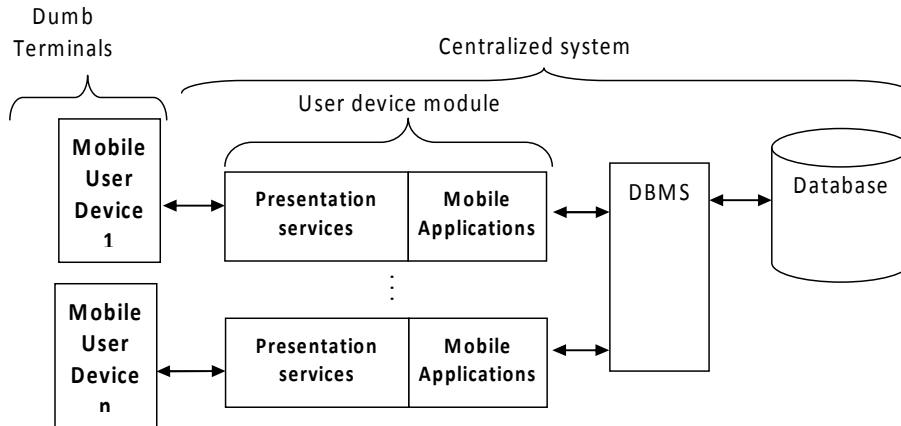 Dumb
Terminals
Centralized system
User device module
Mobile
User
Device
1
Presentation
services
Mobile
Applications
DBMS
Database
Mobile
User
Device
n
Presentation
services
Mobile
Applications